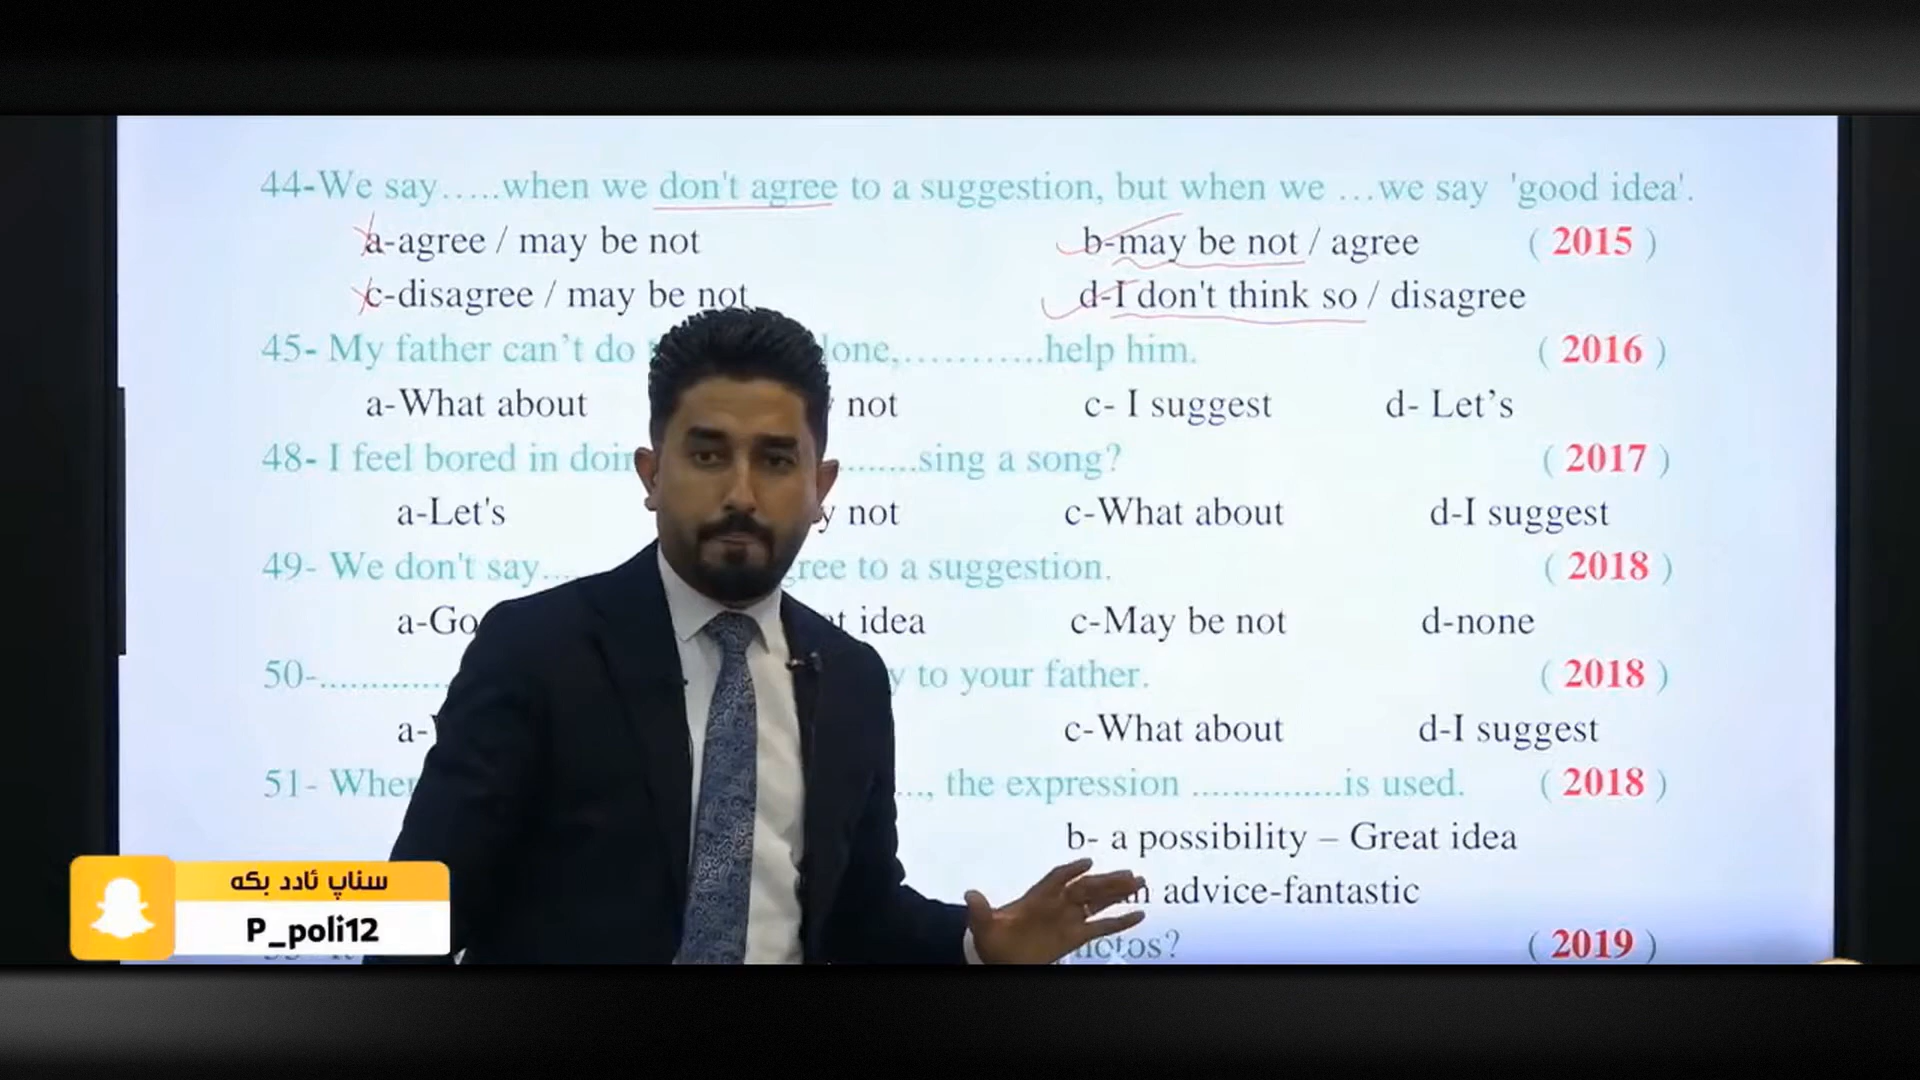 44-We say.....when we don't agree to a suggestion, but when we ...we say 'good idea'.
a-agree / may be not b-may be not / agree ( 2015 )
c-disagree / may be not d-I don't think so / disagree
45- My father can't do lone,...........help him. ( 2016 )
a-What about not c- I suggest d- Let's
48- I feel bored in doin ........sing a song? ( 2017 )
a-Let's y not c-What about d-I suggest
49- We don't say... gree to a suggestion. ( 2018 )
a-Go idea c-May be not d-none
50-............ y to your father. ( 2018 )
a- c-What about d-I suggest
51- When ..., the expression ..............is used. ( 2018 )
b- a possibility – Great idea
advice-fantastic
hotos? ( 2019 )
سناپ ئادد بکە
P_poli12